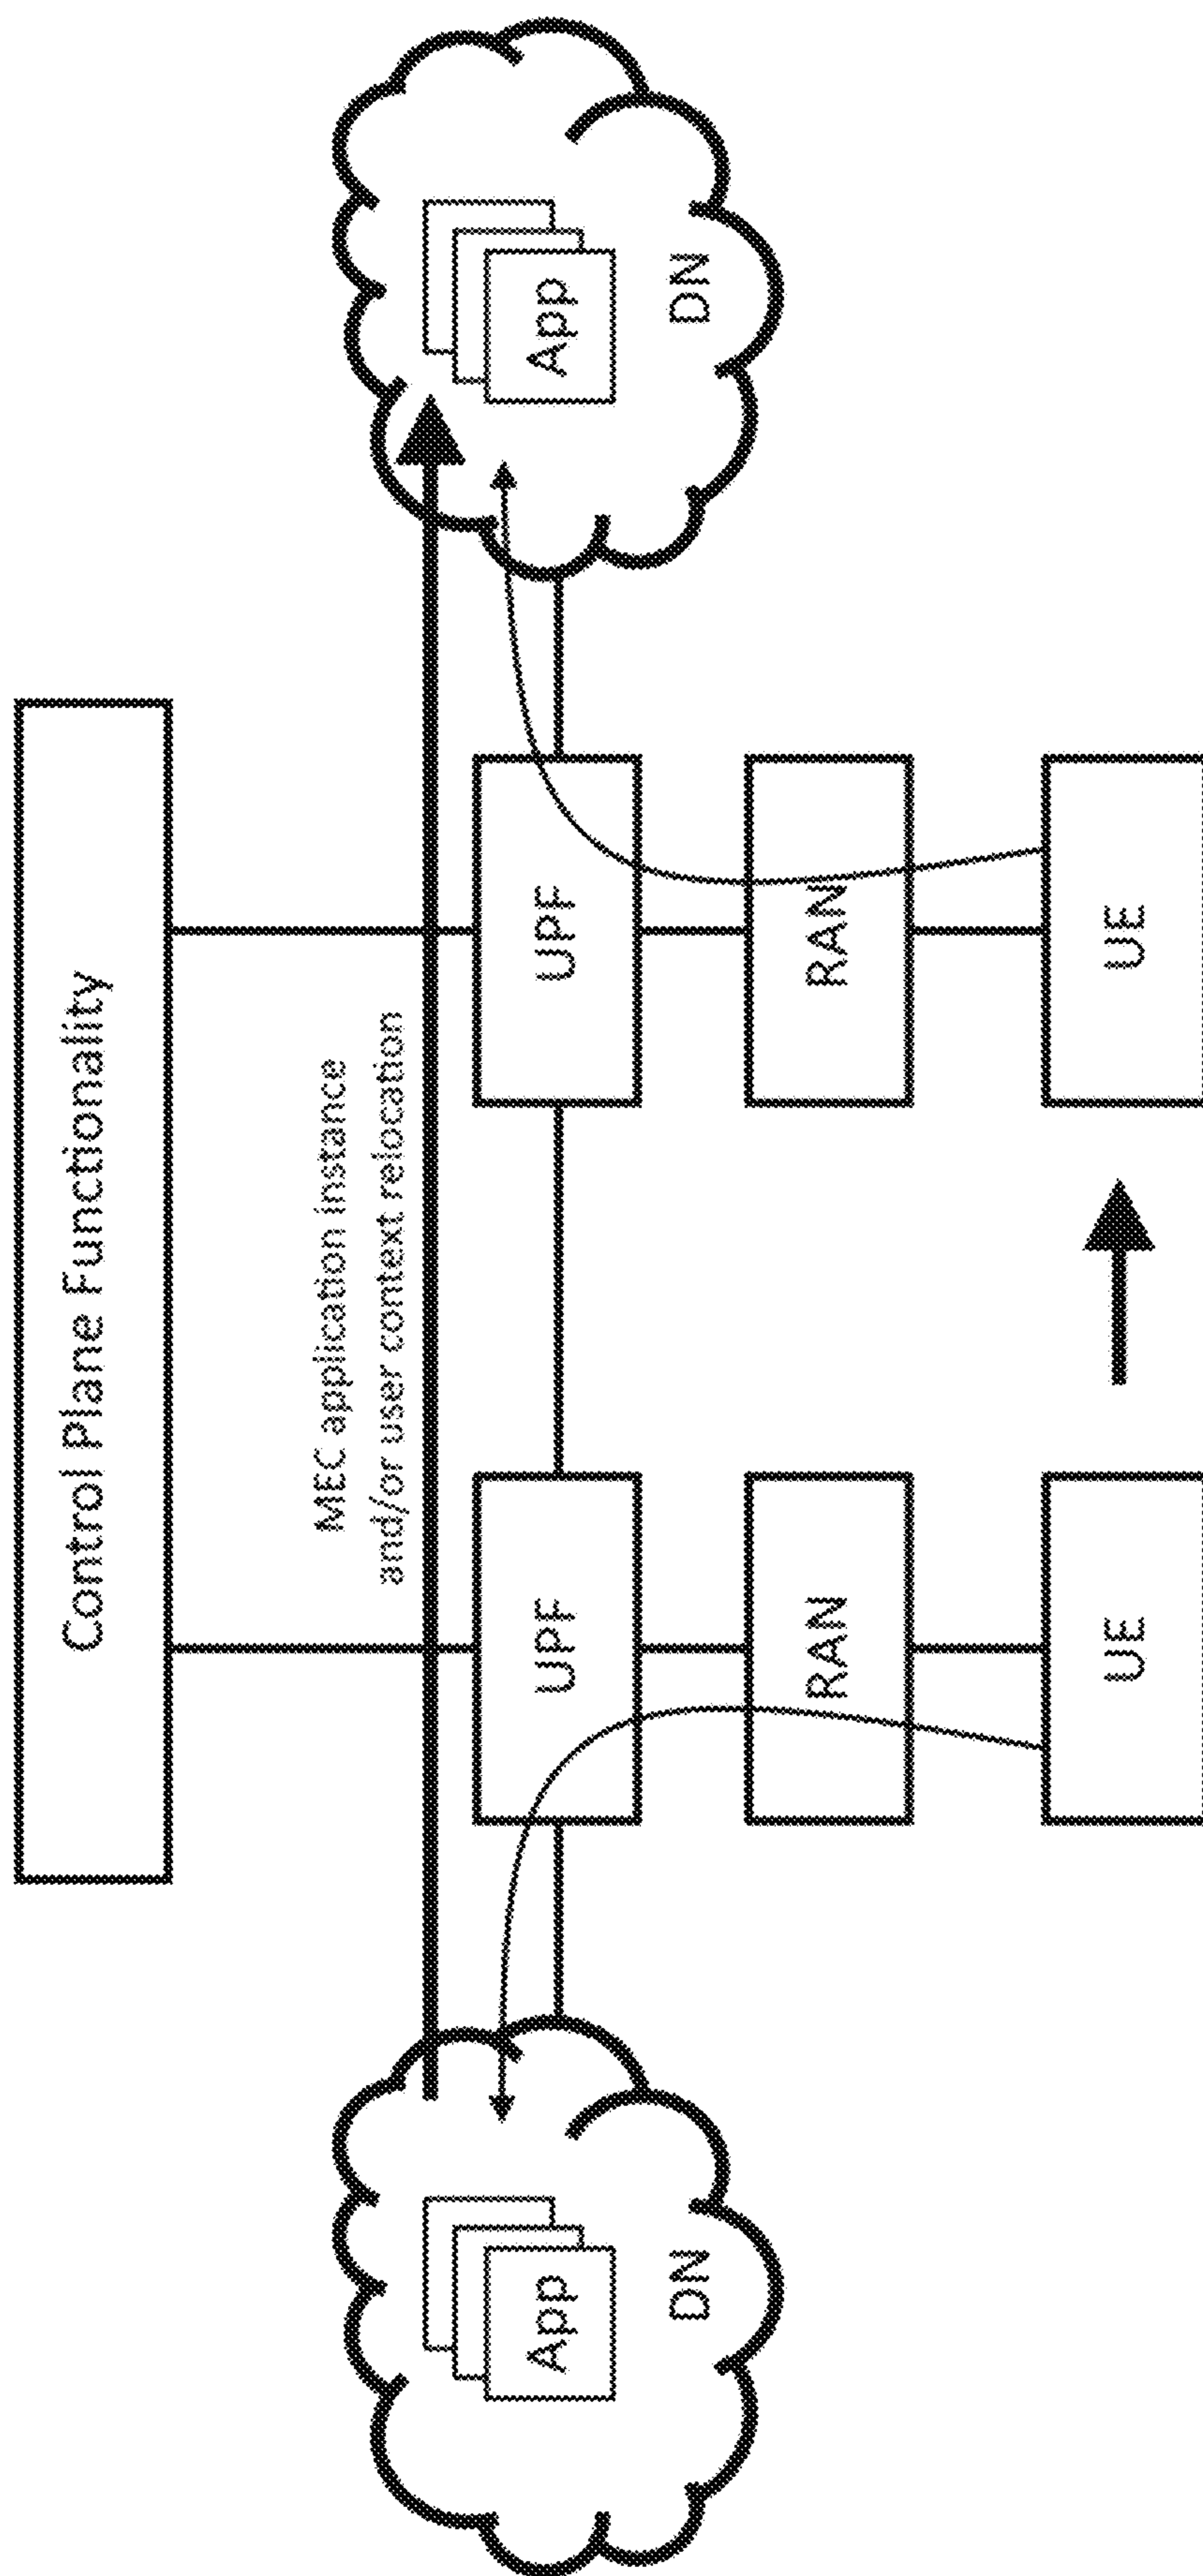 Control Plane Functionality
MEC application instance
and/or user context relocation
App
DN
UPF
UPF
App
DN
RAN
RAN
UE
UE